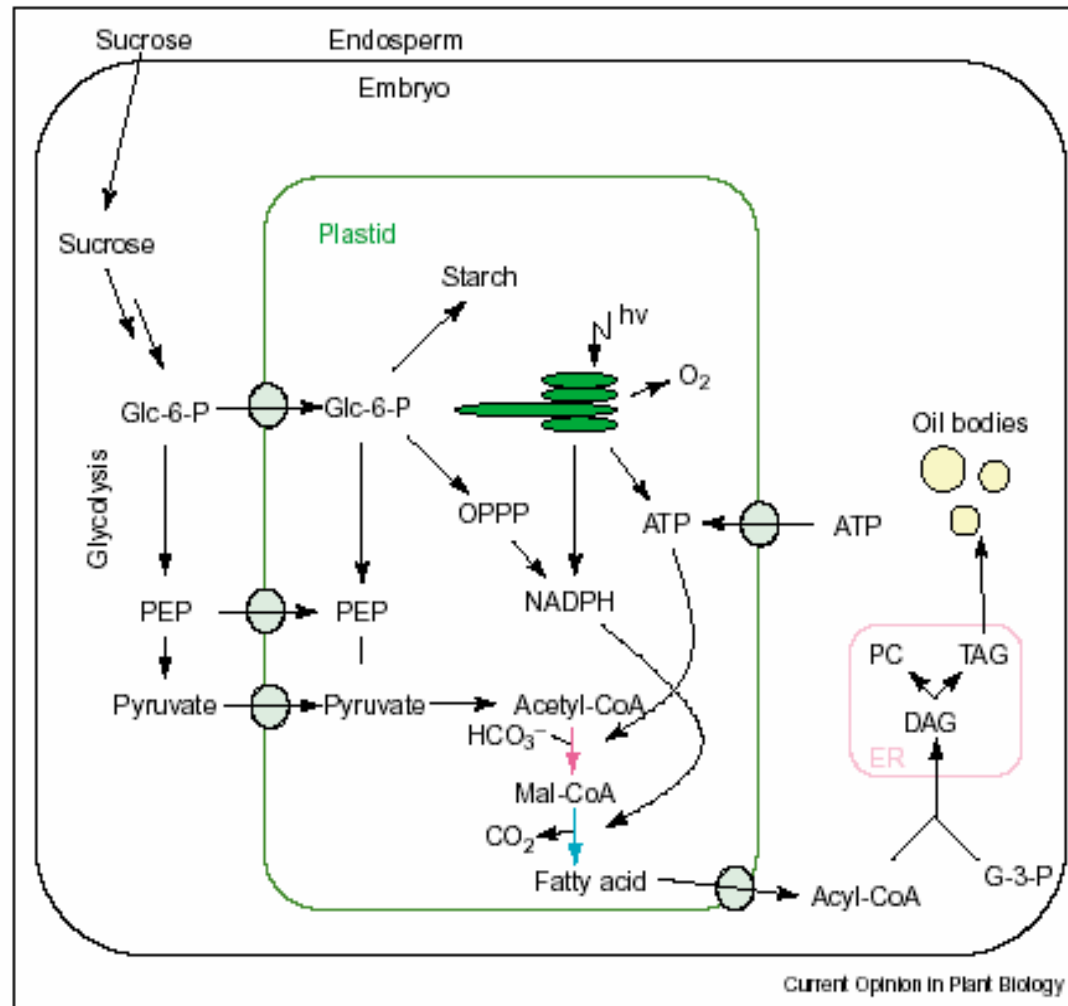 Sucrose
Endosperm
Embryo
Sucrose
Plastid
Starch
hv
O₂
Glc-6-P
Glc-6-P
Oil bodies
Glycolysis
OPPP
ATP
ATP
NADPH
PEP
PEP
PC
TAG
Pyruvate
Pyruvate
Acetyl-CoA
HCO₃⁻
DAG
ER
Mal-CoA
CO₂
Fatty acid
Acyl-CoA
G-3-P
Current Opinion in Plant Biology